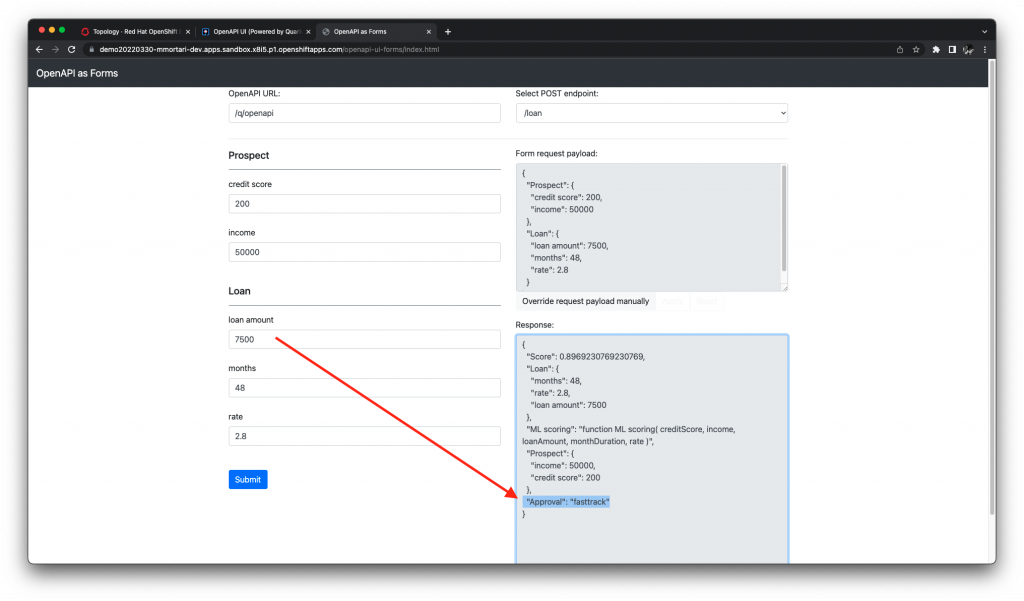 Topology · Red Hat OpenShift
OpenAPI UI (Powered by Quar
OpenAPI as Forms
demo20220330-mmortari-dev.apps.sandbox.x8i5.p1.openshiftapps.com/openapi-ui-forms/index.html
OpenAPI as Forms
OpenAPI URL:
/q/openapi
Select POST endpoint:
/loan
Prospect
credit score
200
income
50000
Loan
loan amount
7500
months
48
rate
2.8
Submit
Form request payload:
{
"Prospect": {
"credit score": 200,
"income": 50000
},
"Loan": {
"loan amount": 7500,
"months": 48,
"rate": 2.8
}
Override request payload manually
Response:
{
"Score": 0.8969230769230769,
"Loan": {
"months": 48,
"rate": 2.8,
"loan amount": 7500
},
"ML scoring": "function ML scoring( creditScore, income,
loanAmount, monthDuration, rate )",
"Prospect": {
"income": 50000,
"credit score": 200
},
"Approval": "fasttrack"
}